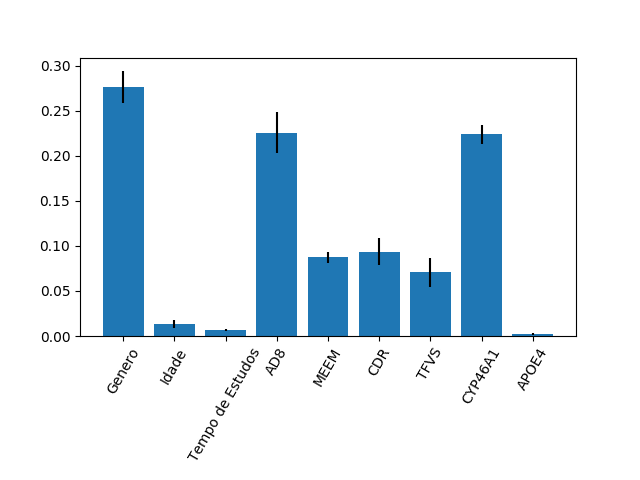 0.30
0.25
0.20
0.15
0.10
0.05
0.00
Genero
Idade
Tempo de Estudos
AD8
MEEM
CDR
TFVS
CYP46A1
APOE4